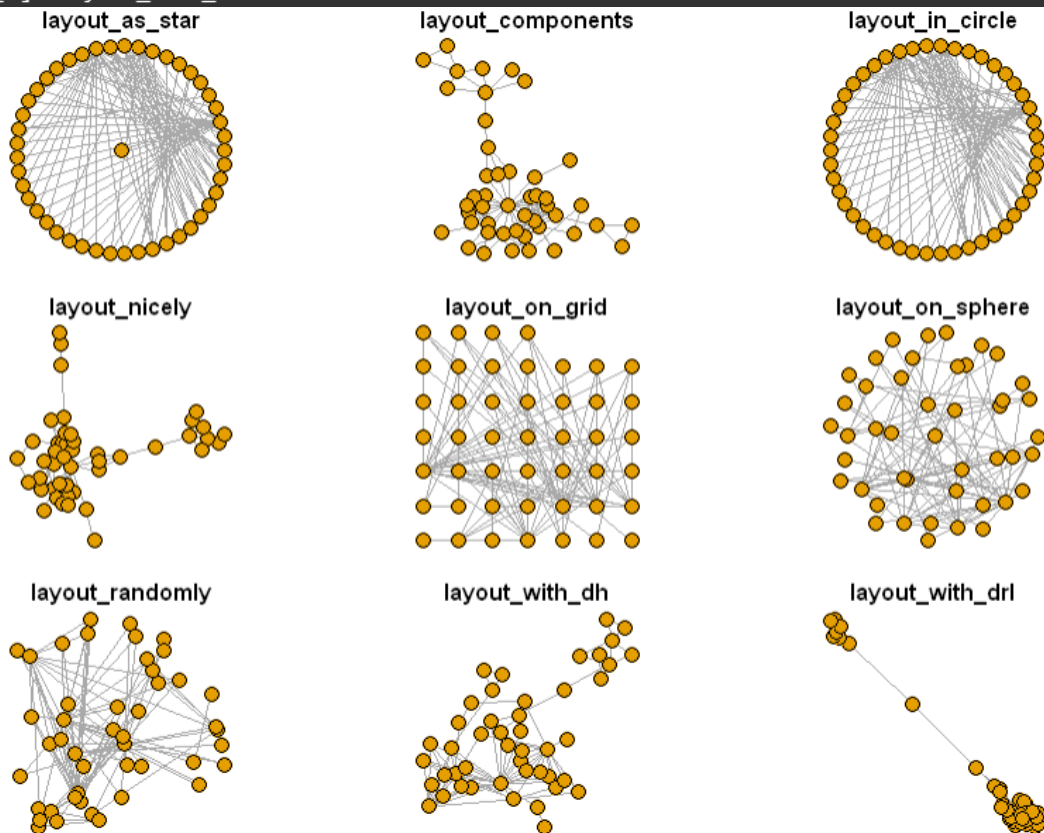 layout_as_star
layout_components
layout_in_circle
layout_nicely
layout_on_grid
layout_on_sphere
layout_randomly
layout_with_dh
layout_with_drl